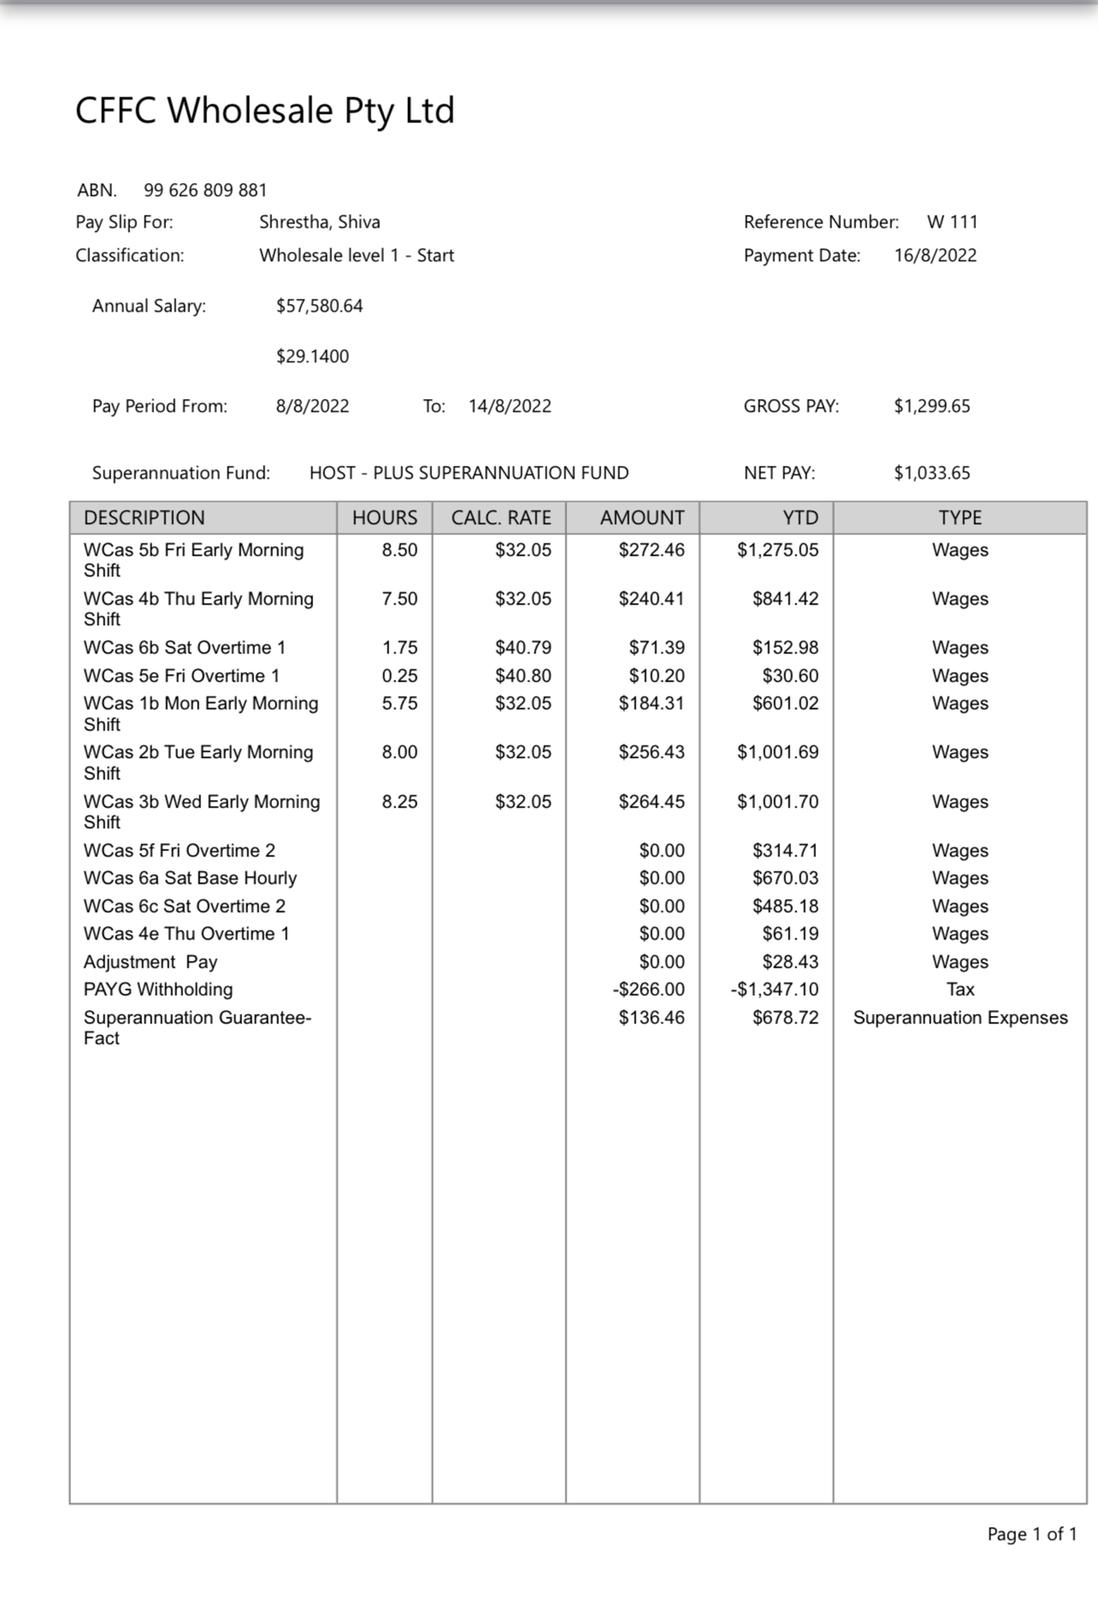 CFFC Wholesale Pty Ltd
ABN. 99 626 809 881
Pay Slip For: Shrestha, Shiva Reference Number: W 111
Classification: Wholesale level 1 - Start Payment Date: 16/8/2022
Annual Salary: $57,580.64
$29.1400
Pay Period From: 8/8/2022 To: 14/8/2022 GROSS PAY: $1,299.65
Superannuation Fund: HOST - PLUS SUPERANNUATION FUND NET PAY: $1,033.65
DESCRIPTION HOURS CALC. RATE AMOUNT YTD TYPE
WCas 5b Fri Early Morning 8.50 $32.05 $272.46 $1,275.05 Wages
Shift
WCas 4b Thu Early Morning 7.50 $32.05 $240.41 $841.42 Wages
Shift
WCas 6b Sat Overtime 1 1.75 $40.79 $71.39 $152.98 Wages
WCas 5e Fri Overtime 1 0.25 $40.80 $10.20 $30.60 Wages
WCas 1b Mon Early Morning 5.75 $32.05 $184.31 $601.02 Wages
Shift
WCas 2b Tue Early Morning 8.00 $32.05 $256.43 $1,001.69 Wages
Shift
WCas 3b Wed Early Morning 8.25 $32.05 $264.45 $1,001.70 Wages
Shift
WCas 5f Fri Overtime 2 $0.00 $314.71 Wages
WCas 6a Sat Base Hourly $0.00 $670.03 Wages
WCas 6c Sat Overtime 2 $0.00 $485.18 Wages
WCas 4e Thu Overtime 1 $0.00 $61.19 Wages
Adjustment Pay $0.00 $28.43 Wages
PAYG Withholding -$266.00 -$1,347.10 Tax
Superannuation Guarantee- $136.46 $678.72 Superannuation Expenses
Fact
Page 1 of 1